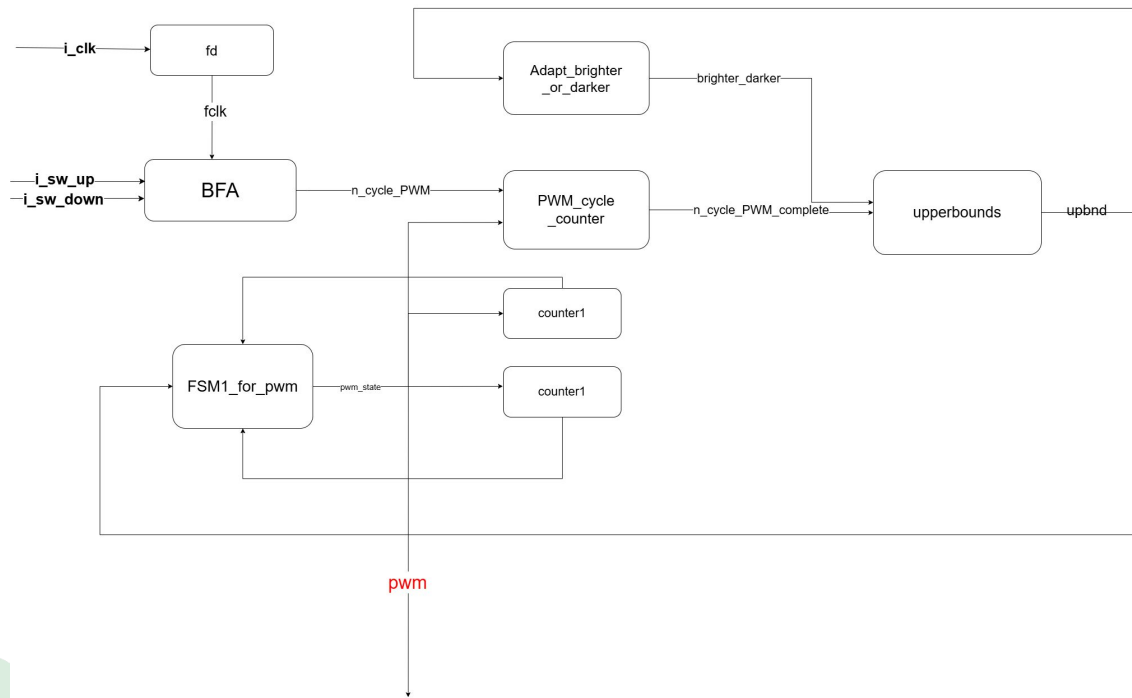 i_clk
fd
fclk
Adapt_brighter
_or_darker
brighter_darker
i_sw_up
i_sw_down
BFA
n_cycle_PWM
PWM_cycle
_counter
n_cycle_PWM_complete
upperbounds
upbnd
counter1
FSM1_for_pwm
pwm_state
counter1
pwm